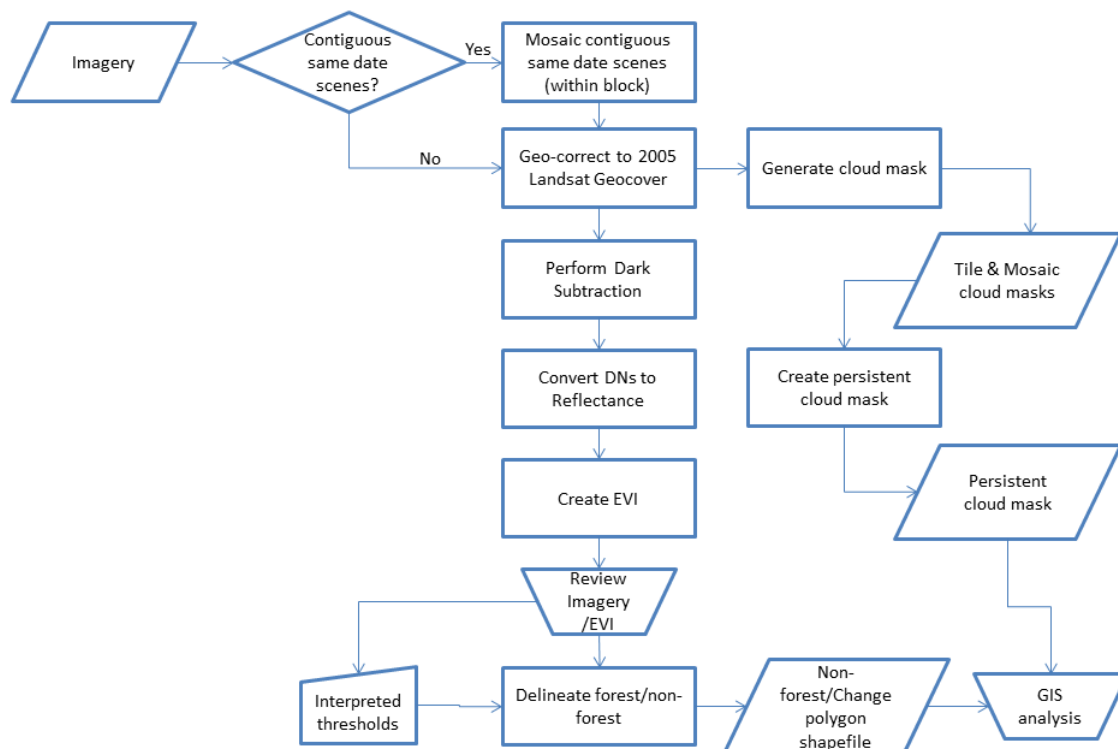 Imagery
Contiguous
same date
scenes?
Yes
Mosaic contiguous
same date scenes
(within block)
No
Geo-correct to 2005
Landsat Geocover
Generate cloud mask
Tile & Mosaic
cloud masks
Perform Dark
Subtraction
Convert DNs to
Reflectance
Create persistent
cloud mask
Create EVI
Persistent
cloud mask
Review
Imagery
/EVI
Interpreted
thresholds
Delineate forest/non-
forest
Non-
forest/Change
polygon
shapefile
GIS
analysis